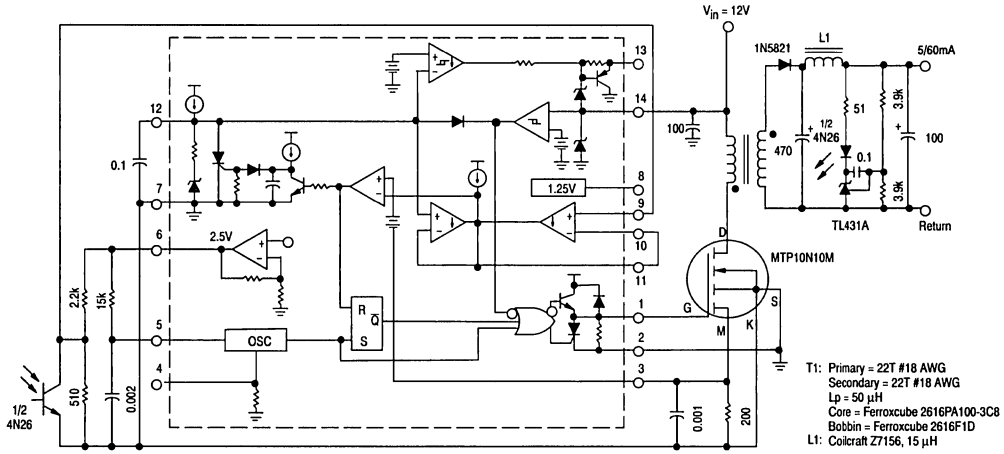 Vin = 12V
1N5821
L1
5/60mA
13
14
12
100
51
3.9k
1/2
4N26
+
+
100
470
0.1
0.1
3.9k
TL431A
Return
1.25V
8
7
9
10
11
6
2.5V
2.2k
15k
R
Q
S
OSC
5
4
1
2
3
D
G
M
K
S
MTP10N10M
510
0.002
0.001
200
1/2
4N26
T1: Primary = 22T #18 AWG
Secondary = 22T #18 AWG
Lp = 50 μH
Core = Ferroxcube 2616PA100-3C8
Bobbin = Ferroxcube 2616F1D
L1: Coilcraft Z7156, 15 μH